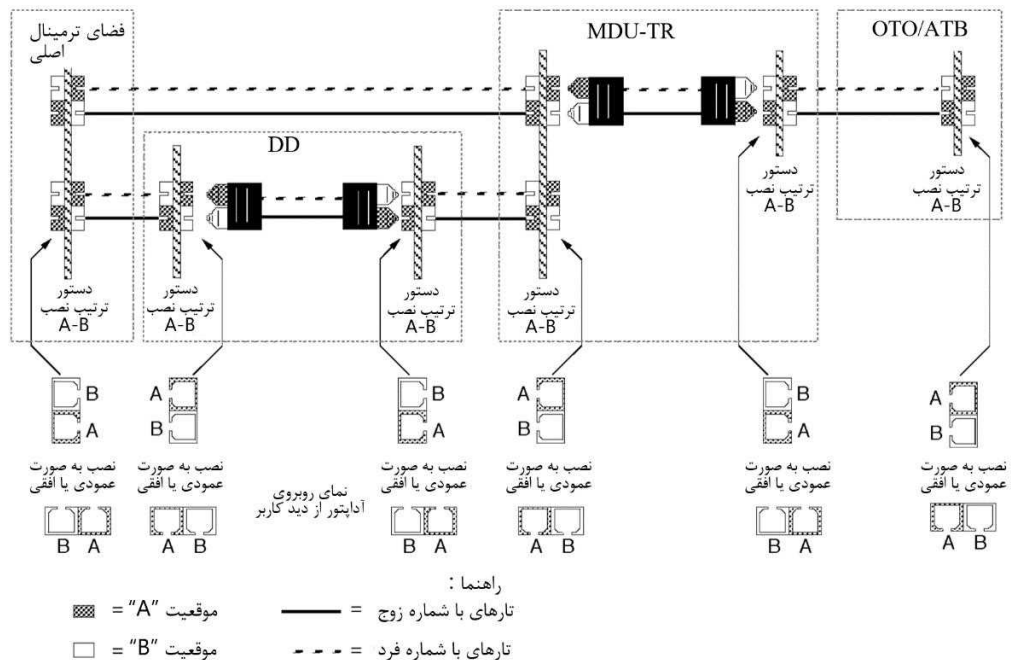 فضای ترمینال
اصلی
MDU-TR
OTO/ATB
DD
دستور
ترتیب نصب
A-B
دستور
ترتیب نصب
A-B
دستور
ترتیب نصب
A-B
دستور
ترتیب نصب
A-B
دستور
ترتیب نصب
A-B
دستور
ترتیب نصب
A-B
B
A
A
B
B
A
A
B
B
A
A
B
نصب به صورت
عمودی یا افقی
نصب به صورت
عمودی یا افقی
نمای روبروی
آداپتور از دید کاربر
نصب به صورت
عمودی یا افقی
نصب به صورت
عمودی یا افقی
نصب به صورت
عمودی یا افقی
نصب به صورت
عمودی یا افقی
B A
A B
B A
A B
B A
A B
راهنما :
تارهای با شماره زوج =
موقعیت "A" =
تارهای با شماره فرد =
موقعیت "B" =